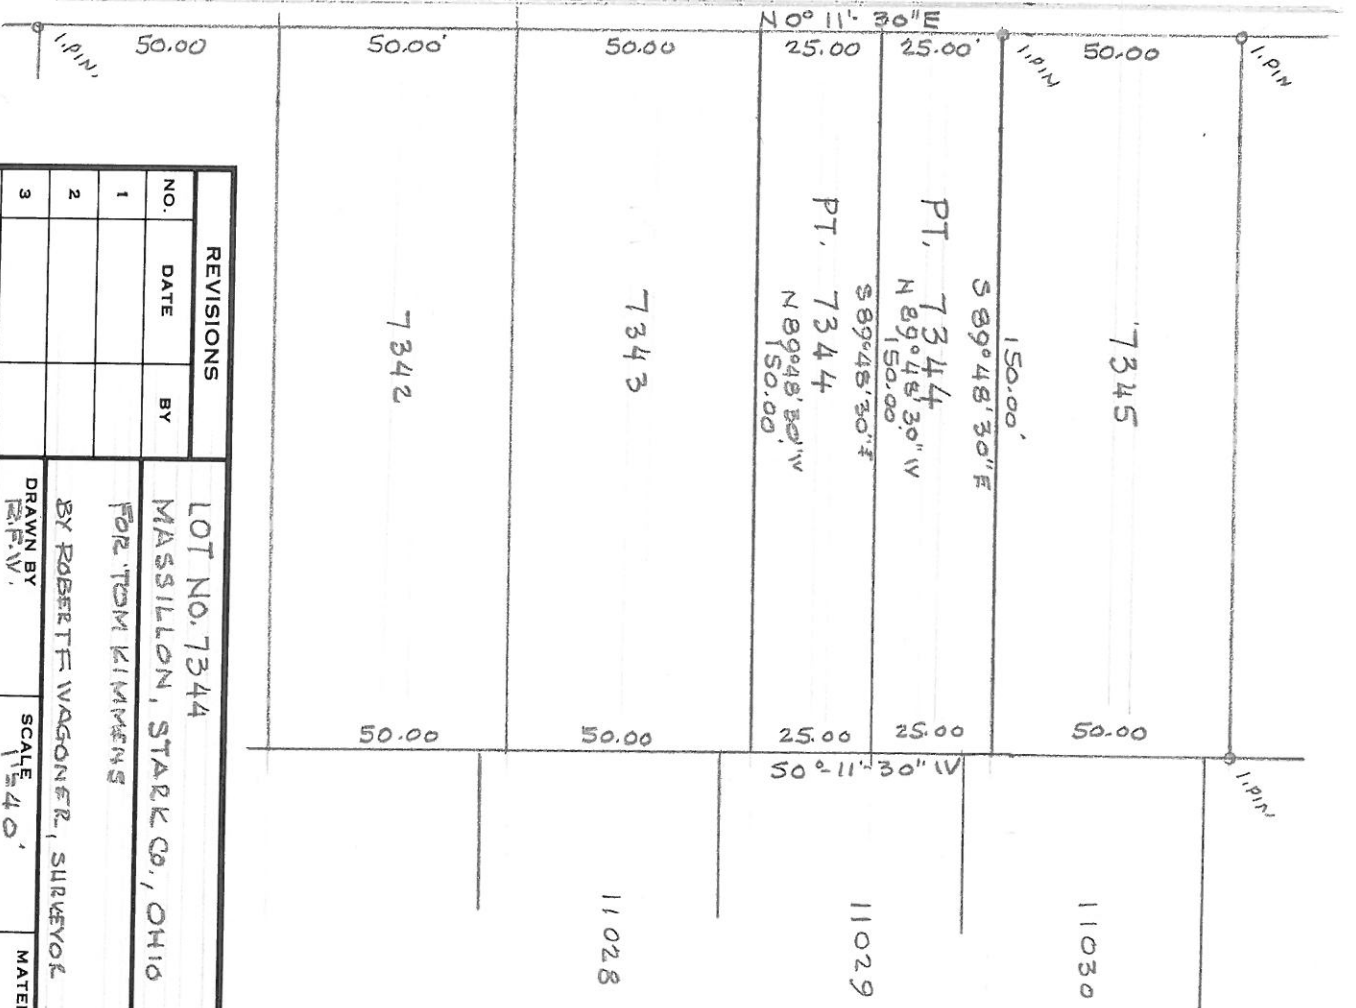 N 0° 11'- 30" E
50.00 50.00' 50.00 25.00 25.00' 50.00
I.PIN. I.PIN I.PIN
PT. 7344
N 89°48'30" W
150.00'
S 89°48'30" E
PT. 7344
N 89°48'30" W
150.00
S 89°48'30" E
150.00'
7342
7343
7345
50.00 50.00 25.00 25.00 50.00
S 0°-11'-30" W
I.PIN
11028
11029
11030
REVISIONS
NO. DATE BY
1
2
3
LOT NO. 7344
MASSILLON, STARK CO., OHIO
FOR TOM KIMMENS
BY ROBERT F WAGONER, SURVEYOR
DRAWN BY
R.F.W.
SCALE
1"=40'
MATE